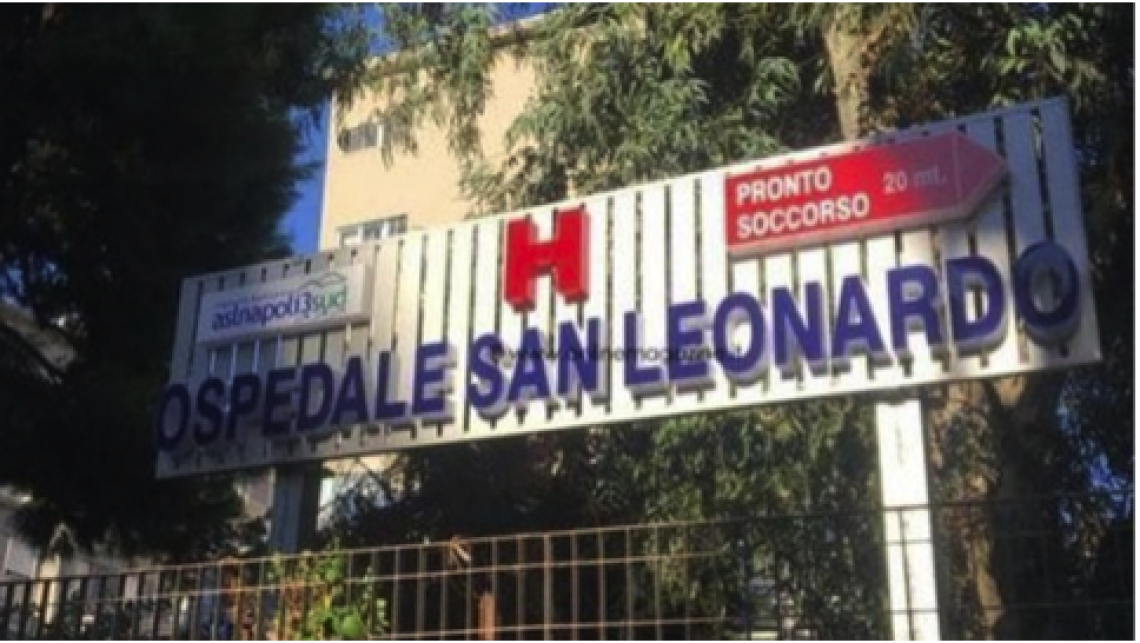 PRONTO
SOCCORSO
20 mt.
H
aslnapoli3sud
OSPEDALE SAN LEONARDO